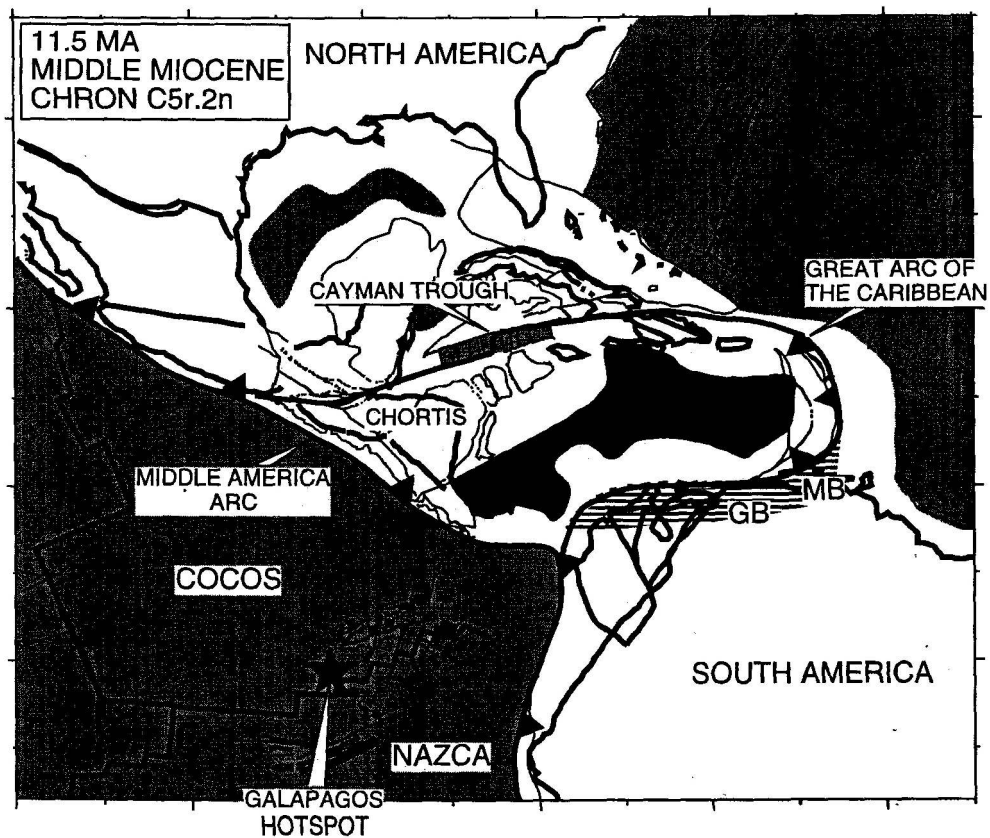 11.5 MA
MIDDLE MIOCENE
CHRON C5r.2n
NORTH AMERICA
GREAT ARC OF
THE CARIBBEAN
CAYMAN TROUGH
CHORTIS
MIDDLE AMERICA
ARC
MB
GB
COCOS
SOUTH AMERICA
NAZCA
GALAPAGOS
HOTSPOT